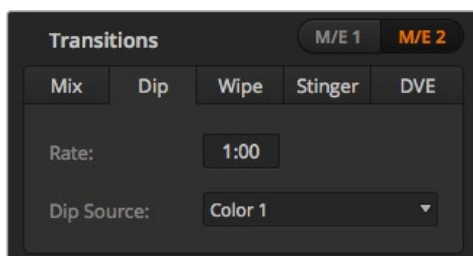 Transitions M/E 1 M/E 2
Mix Dip Wipe Stinger DVE
Rate: 1:00
Dip Source: Color 1